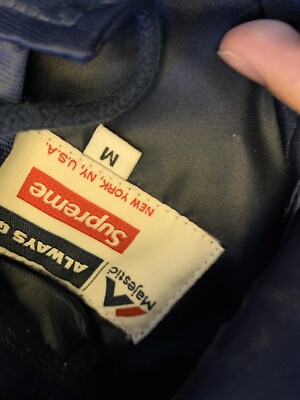 M
NEW YORK, NY, U.S.A.
Supreme
ALWAYS
Majestic